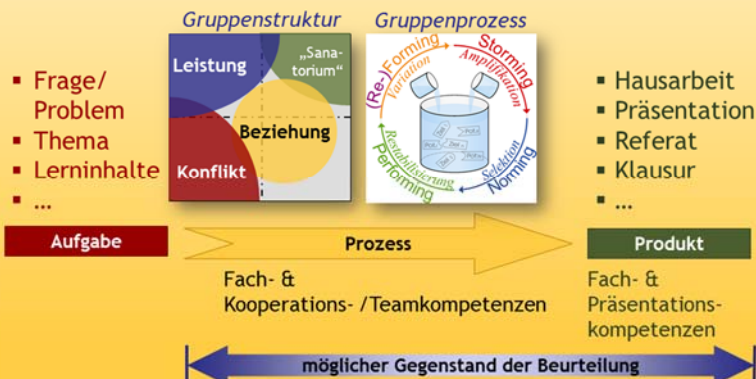 Gruppenstruktur
Gruppenprozess
▪ Frage/
Problem
▪ Thema
▪ Lerninhalte
▪ ...
Leistung
„Sana-
torium“
Beziehung
Konflikt
(Re-)Forming
Variation
Storming
Amplifikation
Selektion
Norming
Restabilisierung
Performing
▪ Hausarbeit
▪ Präsentation
▪ Referat
▪ Klausur
▪ ...
Aufgabe
Prozess
Produkt
Fach- &
Kooperations- /Teamkompetenzen
Fach- &
Präsentations-
kompetenzen
möglicher Gegenstand der Beurteilung